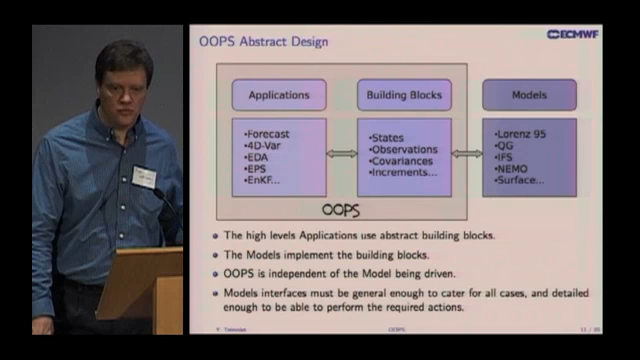 OOPS Abstract Design
ECMWF
Applications
Building Blocks
Models
•Forecast
•4D-Var
•EDA
•EPS
•EnKF...
•States
•Observations
•Covariances
•Increments...
•Lorenz 95
•QG
•IFS
•NEMO
•Surface...
OOPS
The high levels Applications use abstract building blocks.
The Models implement the building blocks.
OOPS is independent of the Model being driven.
Models interfaces must be general enough to cater for all cases, and detailed
enough to be able to perform the required actions.
OOPS